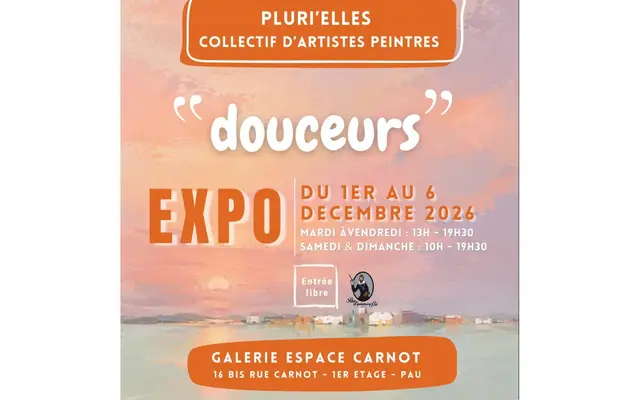 PLURI'ELLES
COLLECTIF D'ARTISTES PEINTRES
“douceurs”
EXPO
DU 1ER AU 6
DECEMBRE 2026
MARDI ÀVENDREDI : 13H - 19H30
SAMEDI & DIMANCHE : 10H - 19H30
Entrée
libre
GALERIE ESPACE CARNOT
16 BIS RUE CARNOT - 1ER ETAGE - PAU